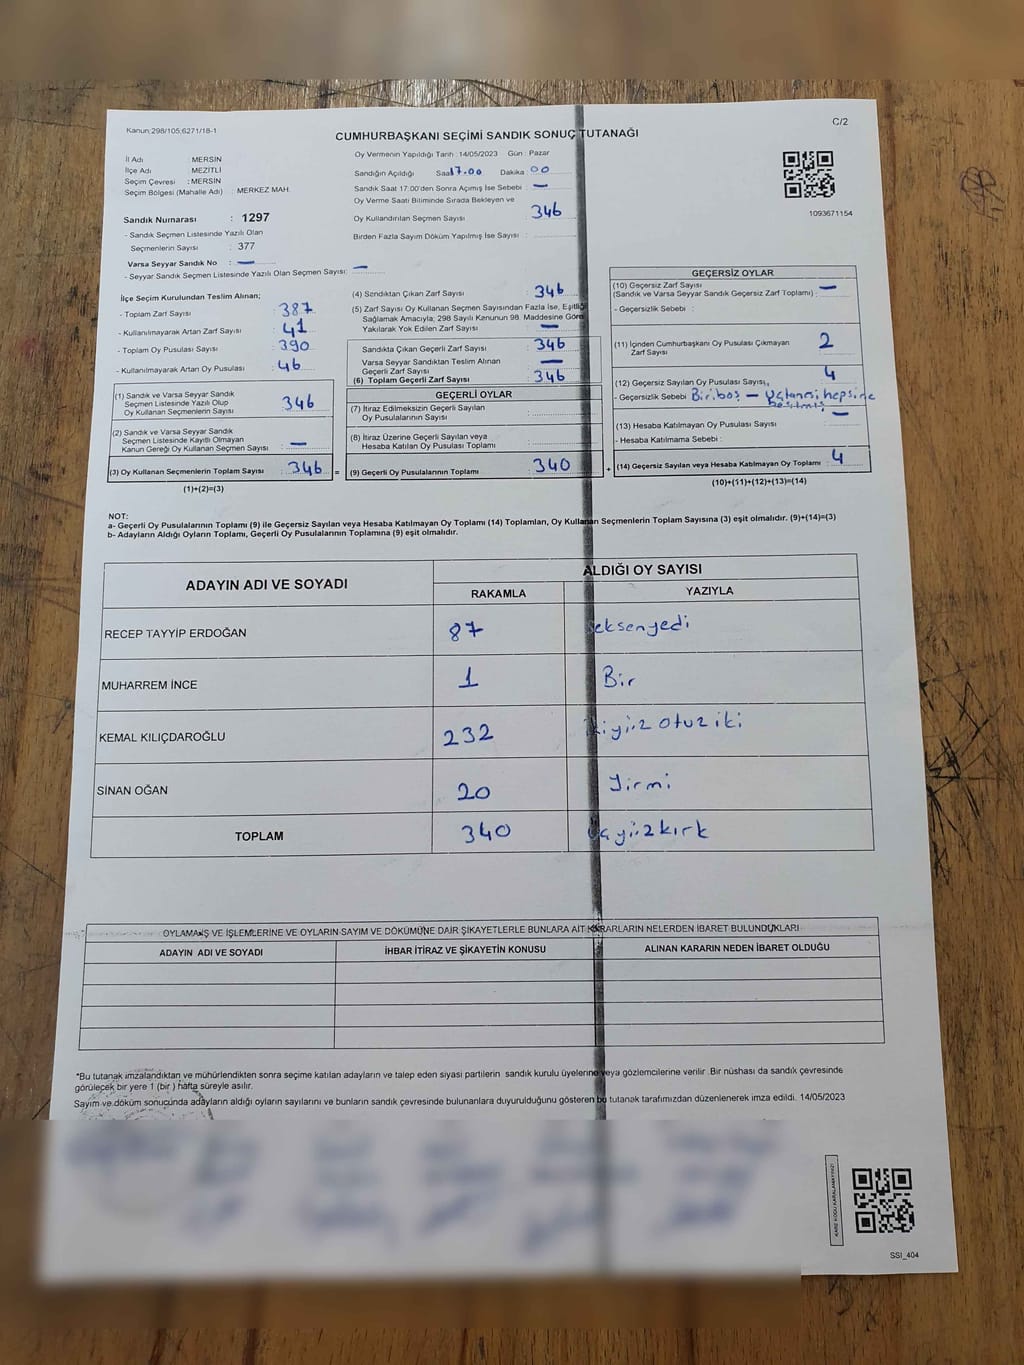 Kanun:298/105;6271/18-1
C/2
CUMHURBAŞKANI SEÇİMİ SANDIK SONUÇ TUTANAĞI
İl Adı : MERSİN
İlçe Adı : MEZİTLİ
Seçim Çevresi : MERSİN
Seçim Bölgesi (Mahalle Adı) : MERKEZ MAH.
Sandık Numarası : 1297
- Sandık Seçmen Listesinde Yazılı Olan
Seçmenlerin Sayısı : 377
Varsa Seyyar Sandık No : —
- Seyyar Sandık Seçmen Listesinde Yazılı Olan Seçmen Sayısı: —
Oy Vermenin Yapıldığı Tarih :14/05/2023 Gün : Pazar
Sandığın Açıldığı Saat 17.00 Dakika : 00
Sandık Saat 17:00'den Sonra Açımış İse Sebebi : —
Oy Verme Saati Bitiminde Sırada Bekleyen ve
Oy Kullandırılan Seçmen Sayısı 346
Birden Fazla Sayım Döküm Yapılmış İse Sayısı :
1093671154
İlçe Seçim Kurulundan Teslim Alınan;
- Toplam Zarf Sayısı : 387
- Kullanılmayarak Artan Zarf Sayısı : 41
- Toplam Oy Pusulası Sayısı : 390
- Kullanılmayarak Artan Oy Pusulası : 46
(1) Sandık ve Varsa Seyyar Sandık
Seçmen Listesinde Yazılı Olup
Oy Kullanan Seçmenlerin Sayısı : 346
(2) Sandık ve Varsa Seyyar Sandık
Seçmen Listesinde Kayıtlı Olmayan
Kanun Gereği Oy Kullanan Seçmen Sayısı : —
(3) Oy Kullanan Seçmenlerin Toplam Sayısı : 346 =
(1)+(2)=(3)
(4) Sandıktan Çıkan Zarf Sayısı : 346
(5) Zarf Sayısı Oy Kullanan Seçmen Sayısından Fazla İse, Eşitliği
Sağlamak Amacıyla; 298 Sayılı Kanunun 98. Maddesine Göre
Yakılarak Yok Edilen Zarf Sayısı : —
Sandıkta Çıkan Geçerli Zarf Sayısı : 346
Varsa Seyyar Sandıktan Teslim Alınan
Geçerli Zarf Sayısı : —
(6) Toplam Geçerli Zarf Sayısı : 346
GEÇERLİ OYLAR
(7) İtiraz Edilmeksizin Geçerli Sayılan
Oy Pusulalarının Sayısı :
(8) İtiraz Üzerine Geçerli Sayılan veya
Hesaba Katılan Oy Pusulası Toplamı :
(9) Geçerli Oy Pusulalarının Toplamı : 340 +
GEÇERSİZ OYLAR
(10) Geçersiz Zarf Sayısı
(Sandık ve Varsa Seyyar Sandık Geçersiz Zarf Toplamı) : —
- Geçersizlik Sebebi :
(11) İçinden Cumhurbaşkanı Oy Pusulası Çıkmayan
Zarf Sayısı 2
(12) Geçersiz Sayılan Oy Pusulası Sayısı 4
- Geçersizlik Sebebi Biri boş — hepsine
(13) Hesaba Katılmayan Oy Pusulası Sayısı —
- Hesaba Katılmama Sebebi :
(14) Geçersiz Sayılan veya Hesaba Katılmayan Oy Toplamı 4
(10)+(11)+(12)+(13)=(14)
NOT:
a- Geçerli Oy Pusulalarının Toplamı (9) ile Geçersiz Sayılan veya Hesaba Katılmayan Oy Toplamı (14) Toplamları, Oy Kullanan Seçmenlerin Toplam Sayısına (3) eşit olmalıdır. (9)+(14)=(3)
b- Adayların Aldığı Oyların Toplamı, Geçerli Oy Pusulalarının Toplamına (9) eşit olmalıdır.
ADAYIN ADI VE SOYADI
ALDIĞI OY SAYISI
RAKAMLA YAZIYLA
RECEP TAYYİP ERDOĞAN 87 seksenyedi
MUHARREM İNCE 1 Bir
KEMAL KILIÇDAROĞLU 232 ikiyüz otuz iki
SİNAN OĞAN 20 Yirmi
TOPLAM 340 üçyüzkırk
OYLAMA İŞ VE İŞLEMLERİNE VE OYLARIN SAYIM VE DÖKÜMÜNE DAİR ŞİKAYETLERLE BUNLARA AİT KARARLARIN NELERDEN İBARET BULUNDUKLARI
ADAYIN ADI VE SOYADI İHBAR İTİRAZ VE ŞİKAYETİN KONUSU ALINAN KARARIN NEDEN İBARET OLDUĞU
*Bu tutanak imzalandıktan ve mühürlendikten sonra seçime katılan adayların ve talep eden siyasi partilerin sandık kurulu üyelerine veya gözlemcilerine verilir. Bir nüshası da sandık çevresinde
görülecek bir yere 1 (bir ) hafta süreyle asılır.
Sayım ve döküm sonucunda adayların aldığı oyların sayılarını ve bunların sandık çevresinde bulunanlara duyurulduğunu gösteren bu tutanak tarafımızdan düzenlenerek imza edildi. 14/05/2023
KARE KODU KARALAMAYINIZ!
SSI_404